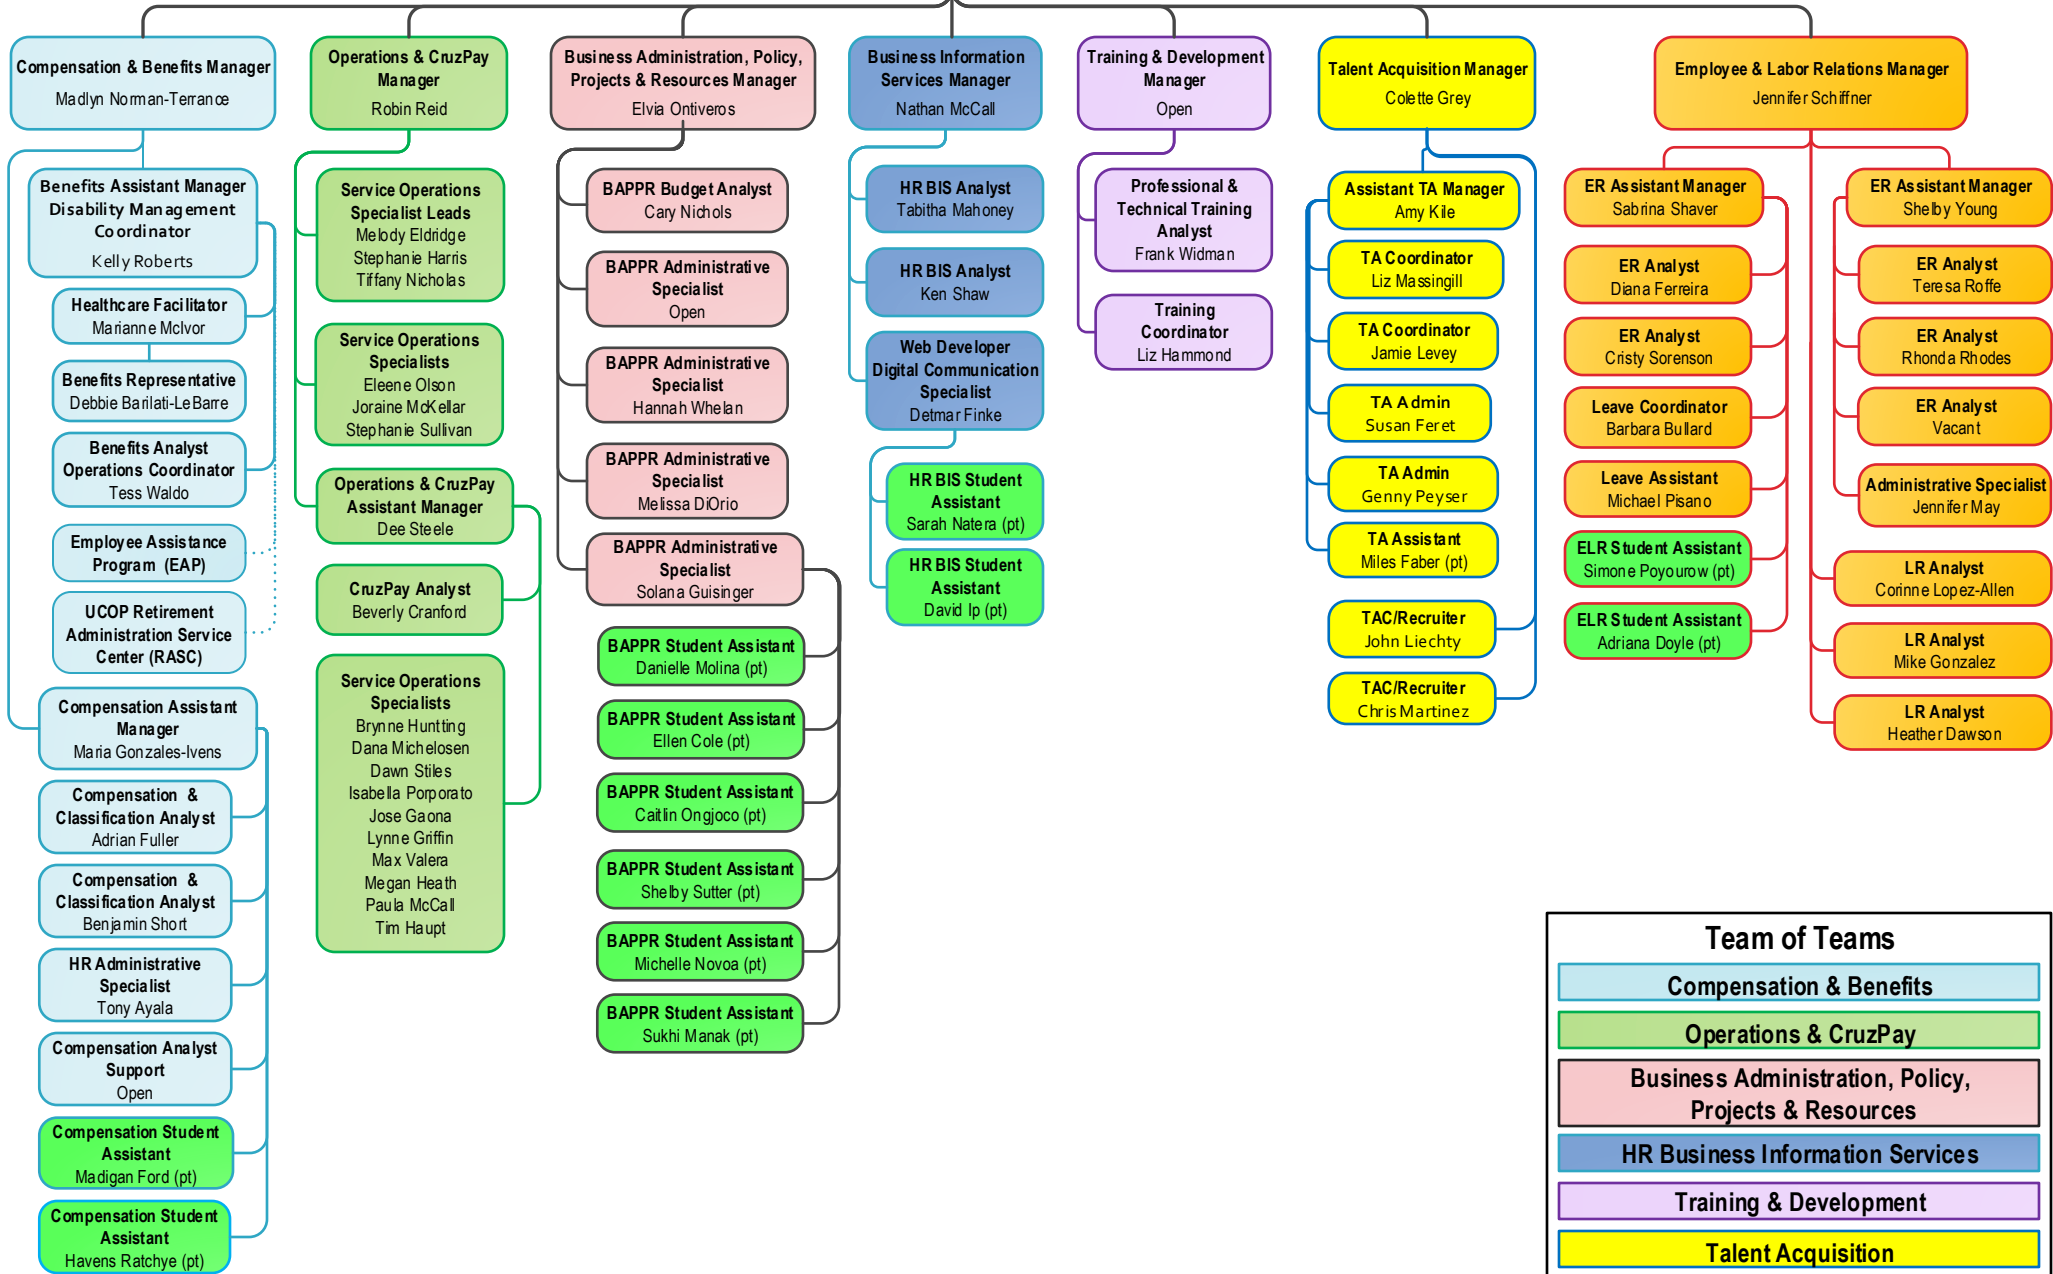 Compensation & Benefits Manager
Madlyn Norman-Terrance
Operations & CruzPay
Manager
Robin Reid
Business Administration, Policy,
Projects & Resources Manager
Elvia Ontiveros
Business Information
Services Manager
Nathan McCall
Training & Development
Manager
Open
Talent Acquisition Manager
Colette Grey
Employee & Labor Relations Manager
Jennifer Schiffner
Benefits Assistant Manager
Disability Management
Coordinator
Kelly Roberts
Healthcare Facilitator
Marianne McIvor
Benefits Representative
Debbie Barilati-LeBarre
Benefits Analyst
Operations Coordinator
Tess Waldo
Employee Assistance
Program (EAP)
UCOP Retirement
Administration Service
Center (RASC)
Compensation Assistant
Manager
Maria Gonzales-Ivens
Compensation &
Classification Analyst
Adrian Fuller
Compensation &
Classification Analyst
Benjamin Short
HR Administrative
Specialist
Tony Ayala
Compensation Analyst
Support
Open
Compensation Student
Assistant
Madigan Ford (pt)
Compensation Student
Assistant
Havens Ratchye (pt)
Service Operations
Specialist Leads
Melody Eldridge
Stephanie Harris
Tiffany Nicholas
Service Operations
Specialists
Eleene Olson
Joraine McKellar
Stephanie Sullivan
Operations & CruzPay
Assistant Manager
Dee Steele
CruzPay Analyst
Beverly Cranford
Service Operations
Specialists
Brynne Huntting
Dana Michelosen
Dawn Stiles
Isabella Porporato
Jose Gaona
Lynne Griffin
Max Valera
Megan Heath
Paula McCall
Tim Haupt
BAPPR Budget Analyst
Cary Nichols
BAPPR Administrative
Specialist
Open
BAPPR Administrative
Specialist
Hannah Whelan
BAPPR Administrative
Specialist
Melissa DiOrio
BAPPR Administrative
Specialist
Solana Guisinger
BAPPR Student Assistant
Danielle Molina (pt)
BAPPR Student Assistant
Ellen Cole (pt)
BAPPR Student Assistant
Caitlin Ongjoco (pt)
BAPPR Student Assistant
Shelby Sutter (pt)
BAPPR Student Assistant
Michelle Novoa (pt)
BAPPR Student Assistant
Sukhi Manak (pt)
HR BIS Analyst
Tabitha Mahoney
HR BIS Analyst
Ken Shaw
Web Developer
Digital Communication
Specialist
Detmar Finke
HR BIS Student
Assistant
Sarah Natera (pt)
HR BIS Student
Assistant
David Ip (pt)
Professional &
Technical Training
Analyst
Frank Widman
Training
Coordinator
Liz Hammond
Assistant TA Manager
Amy Kile
TA Coordinator
Liz Massingill
TA Coordinator
Jamie Levey
TA Admin
Susan Feret
TA Admin
Genny Peyser
TA Assistant
Miles Faber (pt)
TAC/Recruiter
John Liechty
TAC/Recruiter
Chris Martinez
ER Assistant Manager
Sabrina Shaver
ER Analyst
Diana Ferreira
ER Analyst
Cristy Sorenson
Leave Coordinator
Barbara Bullard
Leave Assistant
Michael Pisano
ELR Student Assistant
Simone Poyourow (pt)
ELR Student Assistant
Adriana Doyle (pt)
ER Assistant Manager
Shelby Young
ER Analyst
Teresa Roffe
ER Analyst
Rhonda Rhodes
ER Analyst
Vacant
Administrative Specialist
Jennifer May
LR Analyst
Corinne Lopez-Allen
LR Analyst
Mike Gonzalez
LR Analyst
Heather Dawson
Team of Teams
Compensation & Benefits
Operations & CruzPay
Business Administration, Policy,
Projects & Resources
HR Business Information Services
Training & Development
Talent Acquisition